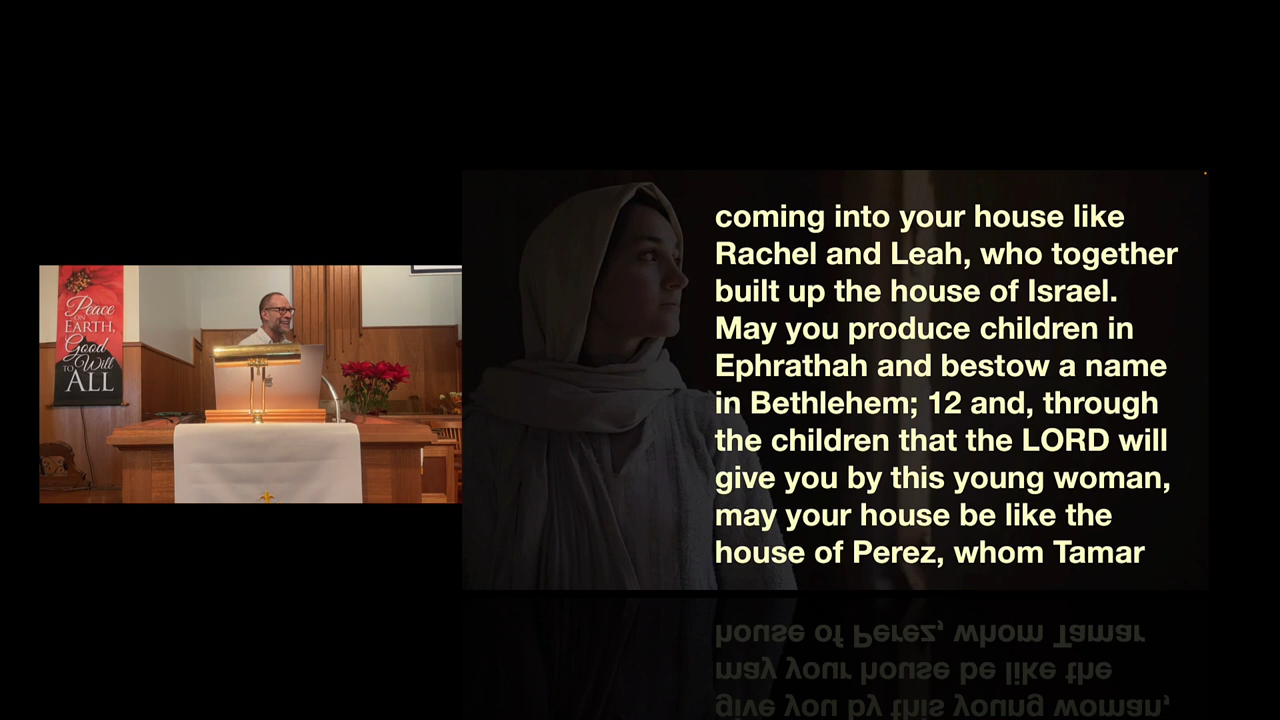 Peace
ON
EARTH,
Good
Will
TO
ALL
coming into your house like
Rachel and Leah, who together
built up the house of Israel.
May you produce children in
Ephrathah and bestow a name
in Bethlehem; 12 and, through
the children that the LORD will
give you by this young woman,
may your house be like the
house of Perez, whom Tamar